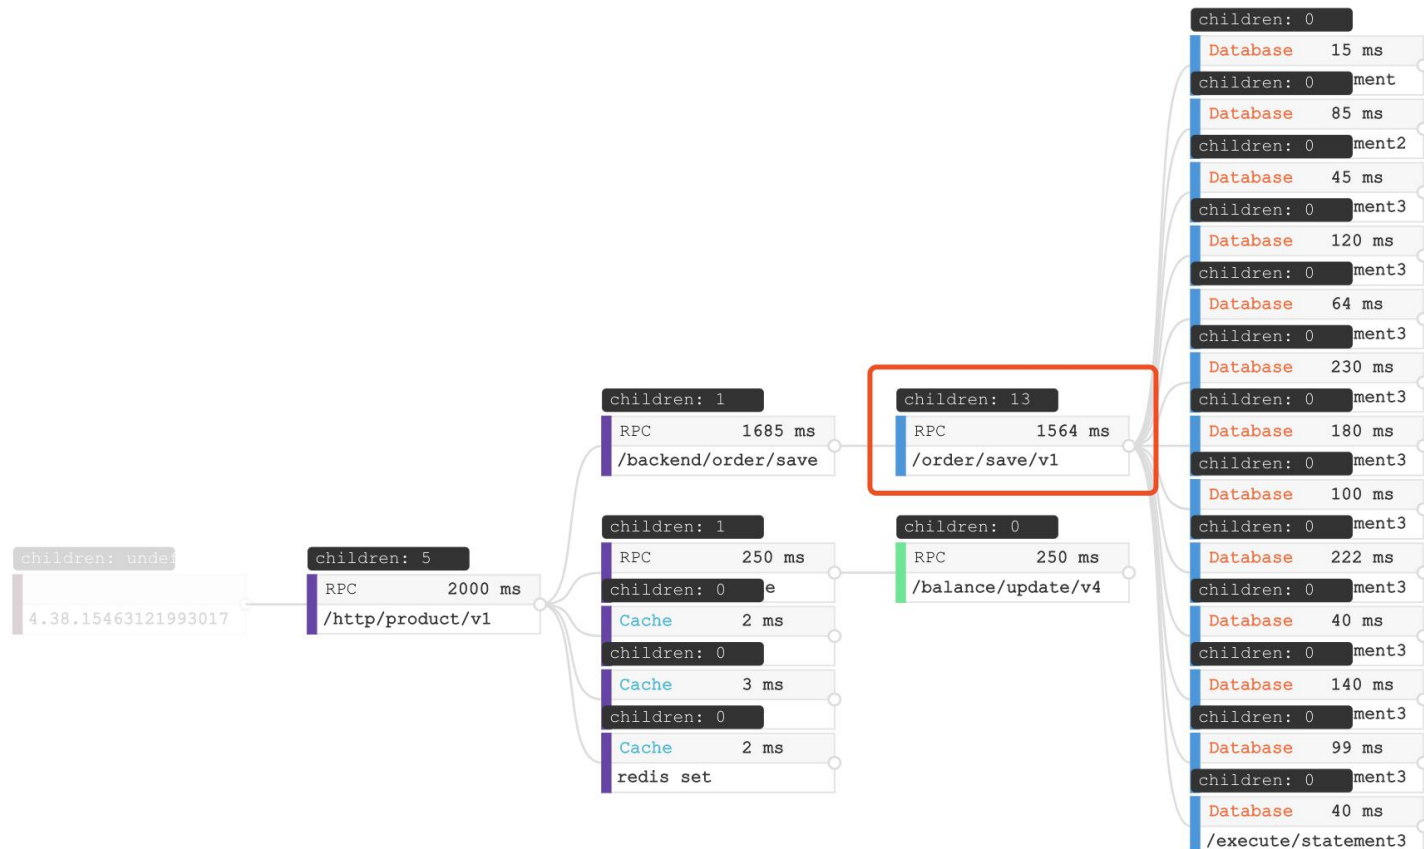 children: undef
4.38.15463121993017
children: 5
RPC 2000 ms
/http/product/v1
children: 1
RPC 1685 ms
/backend/order/save
children: 1
RPC 250 ms
children: 0 e
Cache 2 ms
children: 0
Cache 3 ms
children: 0
Cache 2 ms
redis set
children: 13
RPC 1564 ms
/order/save/v1
children: 0
RPC 250 ms
/balance/update/v4
children: 0
Database 15 ms
children: 0 ment
Database 85 ms
children: 0 ment2
Database 45 ms
children: 0 ment3
Database 120 ms
children: 0 ment3
Database 64 ms
children: 0 ment3
Database 230 ms
children: 0 ment3
Database 180 ms
children: 0 ment3
Database 100 ms
children: 0 ment3
Database 222 ms
children: 0 ment3
Database 40 ms
children: 0 ment3
Database 140 ms
children: 0 ment3
Database 99 ms
children: 0 ment3
Database 40 ms
/execute/statement3